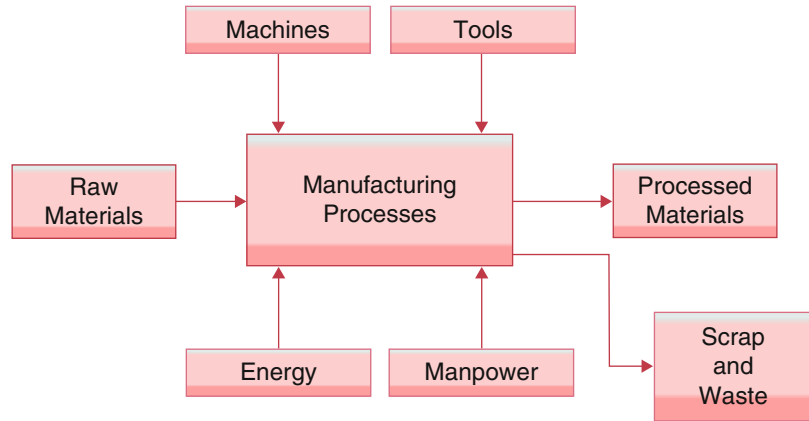 Machines
Tools
Raw
Materials
Manufacturing
Processes
Processed
Materials
Energy
Manpower
Scrap
and
Waste